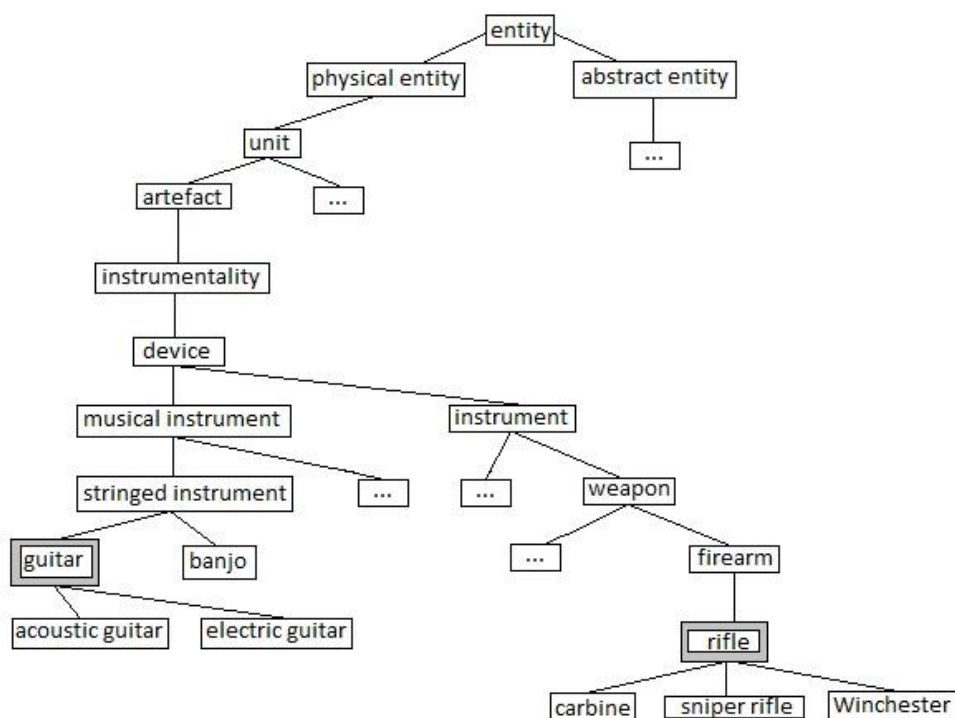 entity
physical entity
abstract entity
unit
...
artefact
...
instrumentality
device
musical instrument
instrument
stringed instrument
...
...
weapon
guitar
banjo
...
firearm
acoustic guitar
electric guitar
rifle
carbine
sniper rifle
Winchester